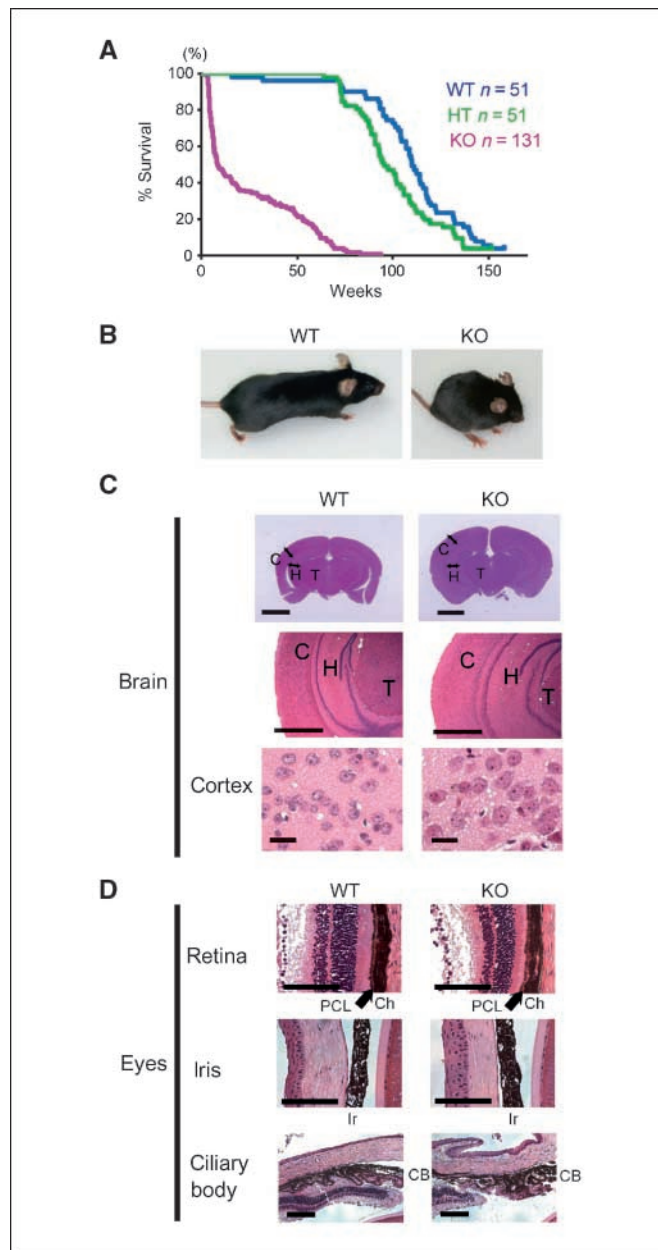 A
(%)
100
80
60
40
20
0
% Survival
WT n = 51
HT n = 51
KO n = 131
0 50 100 150
Weeks
B
WT KO
C
WT KO
Brain
C H T C H T
C H T C H T
Cortex
D
WT KO
Eyes
Retina
PCL Ch PCL Ch
Iris
Ir Ir
Ciliary
body
CB CB